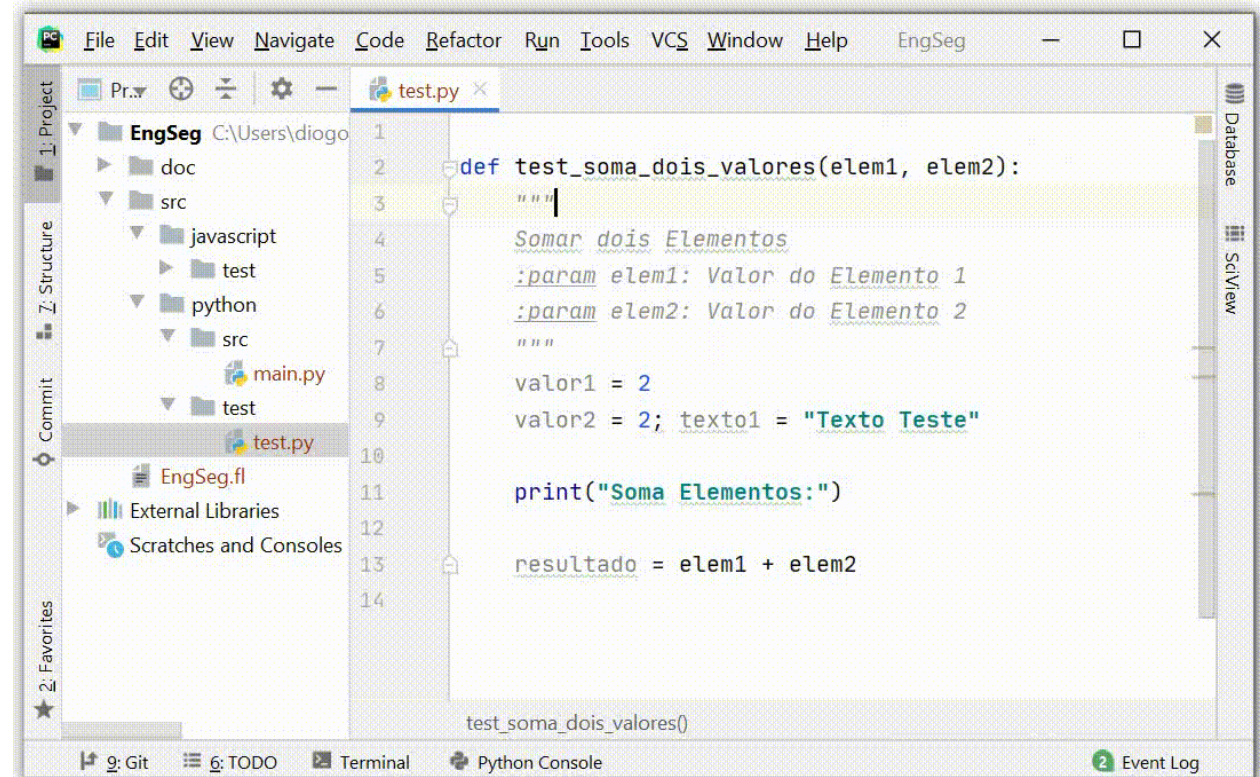 PC File Edit View Navigate Code Refactor Run Tools VCS Window Help EngSeg
1: Project
7: Structure
Commit
2: Favorites
Pr...
EngSeg C:\Users\diogo
doc
src
javascript
test
python
src
main.py
test
test.py
EngSeg.fl
External Libraries
Scratches and Consoles
test.py
1
2 def test_soma_dois_valores(elem1, elem2):
3 """
4 Somar dois Elementos
5 :param elem1: Valor do Elemento 1
6 :param elem2: Valor do Elemento 2
7 """
8 valor1 = 2
9 valor2 = 2; texto1 = "Texto Teste"
10
11 print("Soma Elementos:")
12
13 resultado = elem1 + elem2
14
test_soma_dois_valores()
Database
SciView
9: Git 6: TODO Terminal Python Console 2 Event Log